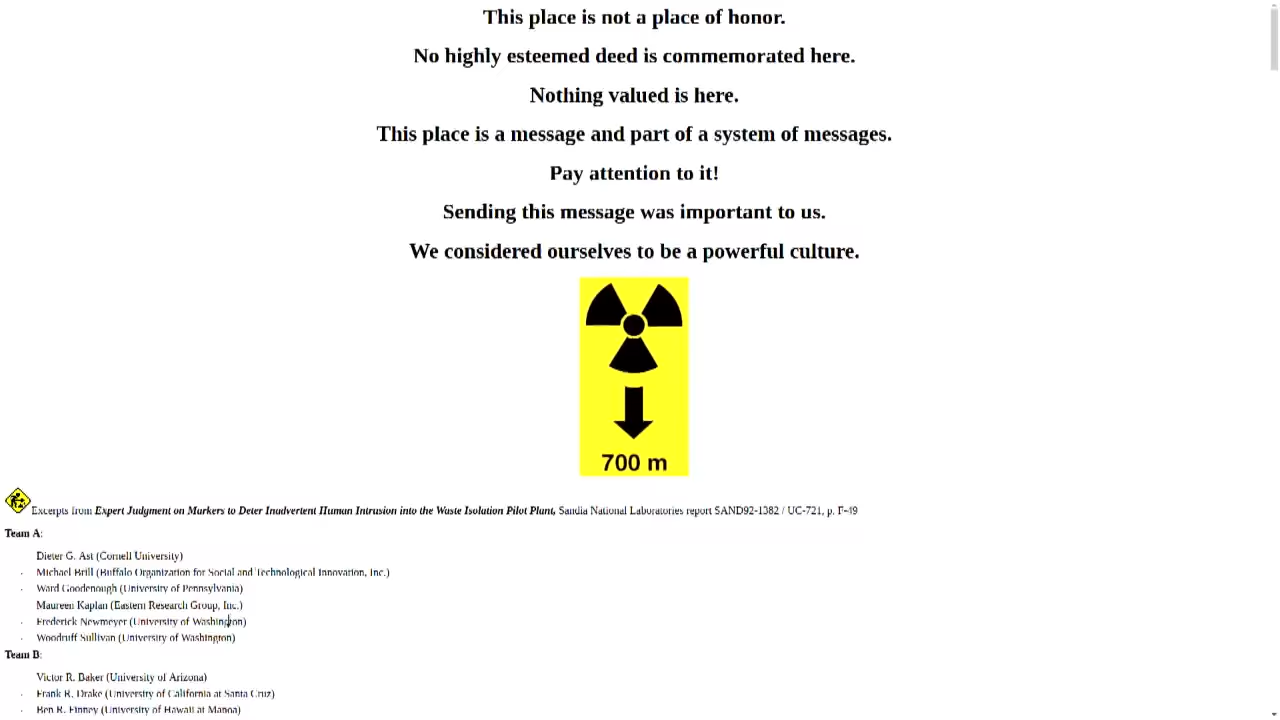 This place is not a place of honor.
No highly esteemed deed is commemorated here.
Nothing valued is here.
This place is a message and part of a system of messages.
Pay attention to it!
Sending this message was important to us.
We considered ourselves to be a powerful culture.
700 m
Excerpts from Expert Judgment on Markers to Deter Inadvertent Human Intrusion into the Waste Isolation Pilot Plant, Sandia National Laboratories report SAND92-1382 / UC-721, p. F-49
Team A:
Dieter G. Ast (Cornell University)
· Michael Brill (Buffalo Organization for Social and Technological Innovation, Inc.)
· Ward Goodenough (University of Pennsylvania)
Maureen Kaplan (Eastern Research Group, Inc.)
· Frederick Newmeyer (University of Washington)
· Woodruff Sullivan (University of Washington)
Team B:
Victor R. Baker (University of Arizona)
· Frank R. Drake (University of California at Santa Cruz)
· Ben R. Finney (University of Hawaii at Manoa)